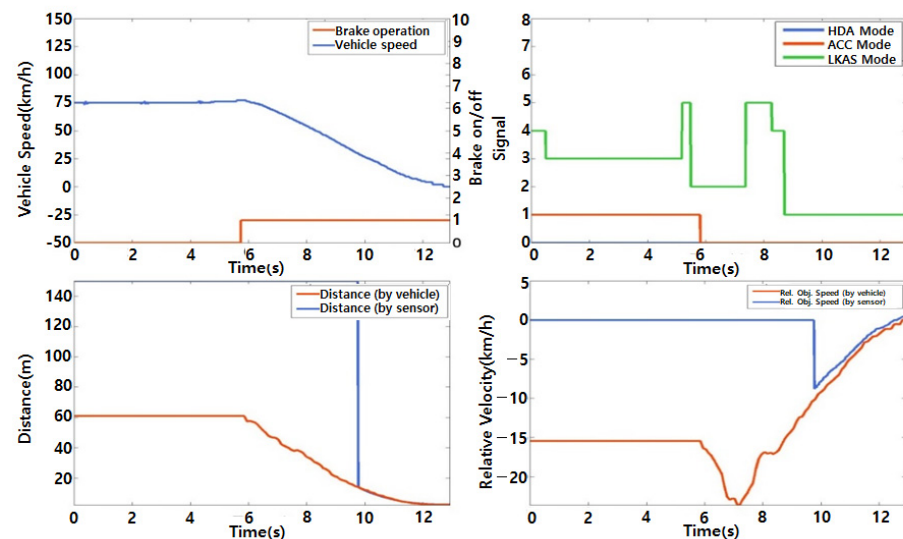 Brake operation
Vehicle speed
Vehicle Speed(km/h)
150
125
100
75
50
25
0
-25
-50
10
9
8
7
6
5
4
3
2
1
0
Brake on/off
0 2 4 6 8 10 12
Time(s)
HDA Mode
ACC Mode
LKAS Mode
Signal
8
7
6
5
4
3
2
1
0
0 2 4 6 8 10 12
Time(s)
Distance (by vehicle)
Distance (by sensor)
Distance(m)
140
120
100
80
60
40
20
0 2 4 6 8 10 12
Time(s)
Rel. Obj. Speed (by vehicle)
Rel. Obj. Speed (by sensor)
Relative Velocity(km/h)
5
0
−5
−10
−15
−20
0 2 4 6 8 10 12
Time(s)